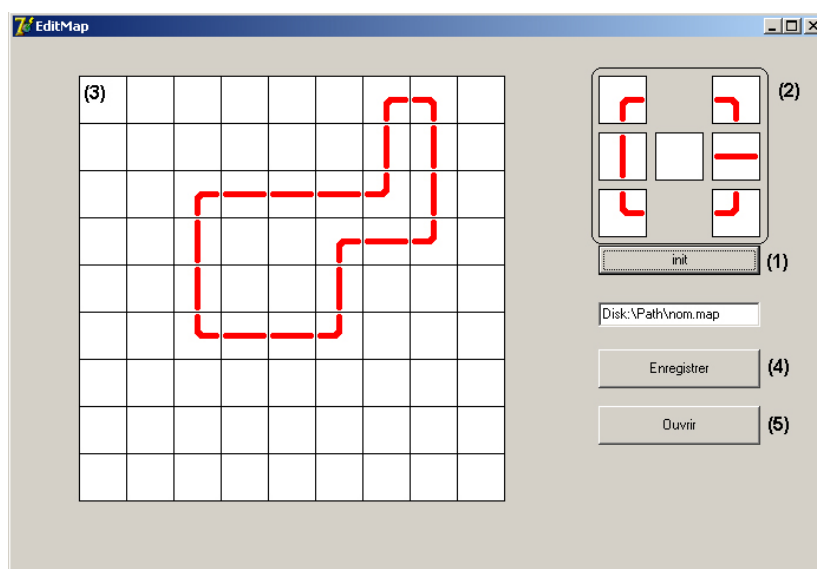 EditMap
(3)
(2)
init
(1)
Disk:\Path\nom.map
Enregistrer
(4)
Ouvrir
(5)